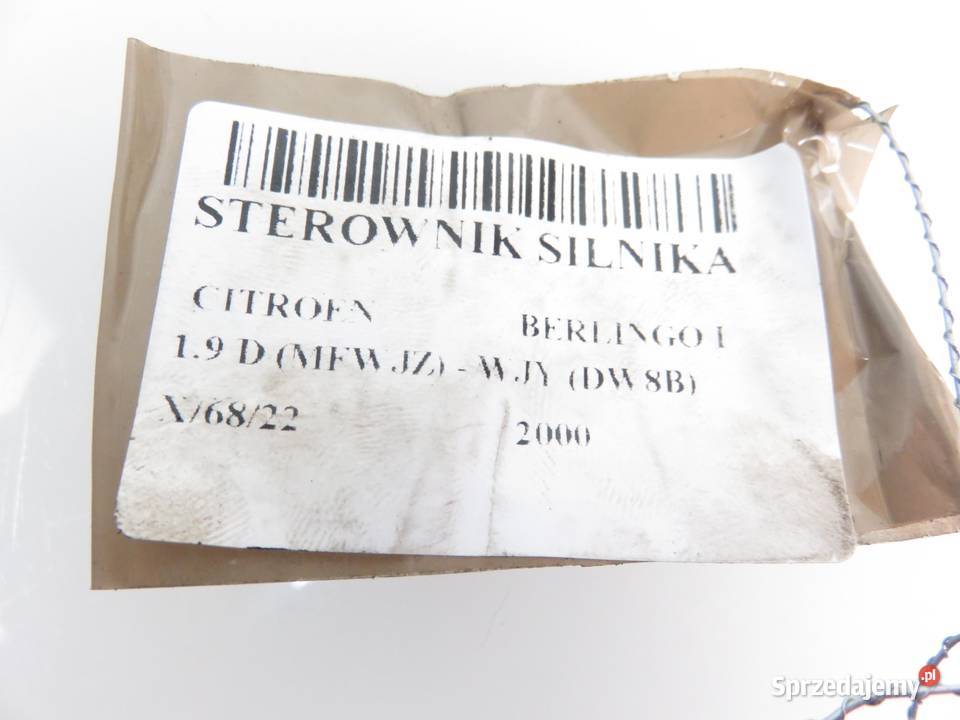 STEROWNIK SILNIKA
CITROEN BERLINGO I
1.9 D (MFWJZ) - WJY (DW8B)
X/68/22 2000
Sprzedajemy.pl